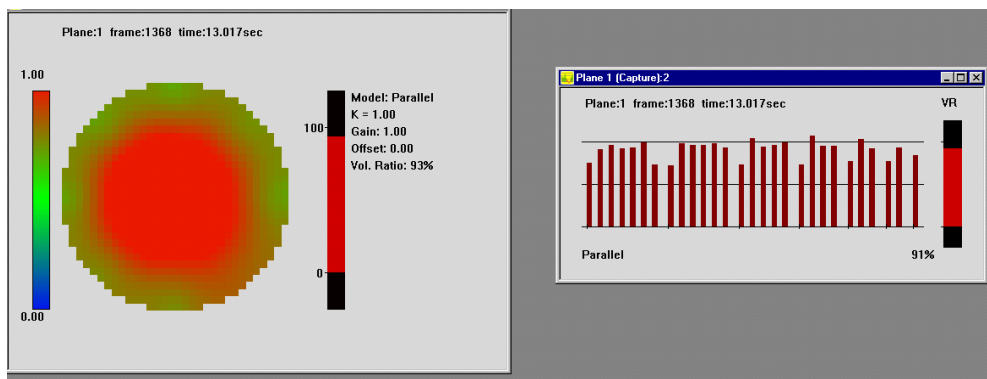 Plane:1 frame:1368 time:13.017sec
1.00
Model: Parallel
K = 1.00
100
Gain: 1.00
Offset: 0.00
Vol. Ratio: 93%
0
0.00
Plane 1 (Capture):2
Plane:1 frame:1368 time:13.017sec
VR
Parallel
91%